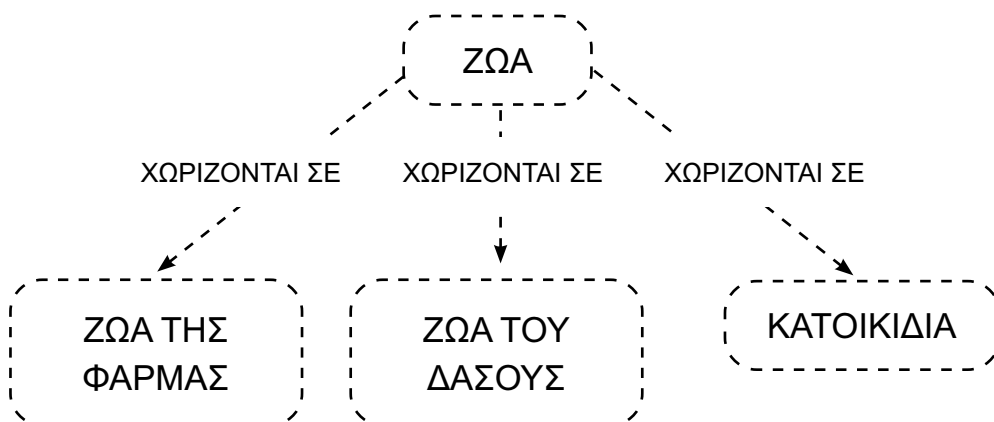 ΖΩΑ
ΧΩΡΙΖΟΝΤΑΙ ΣΕ
ΧΩΡΙΖΟΝΤΑΙ ΣΕ
ΧΩΡΙΖΟΝΤΑΙ ΣΕ
ΖΩΑ ΤΗΣ
ΦΑΡΜΑΣ
ΖΩΑ ΤΟΥ
ΔΑΣΟΥΣ
ΚΑΤΟΙΚΙΔΙΑ